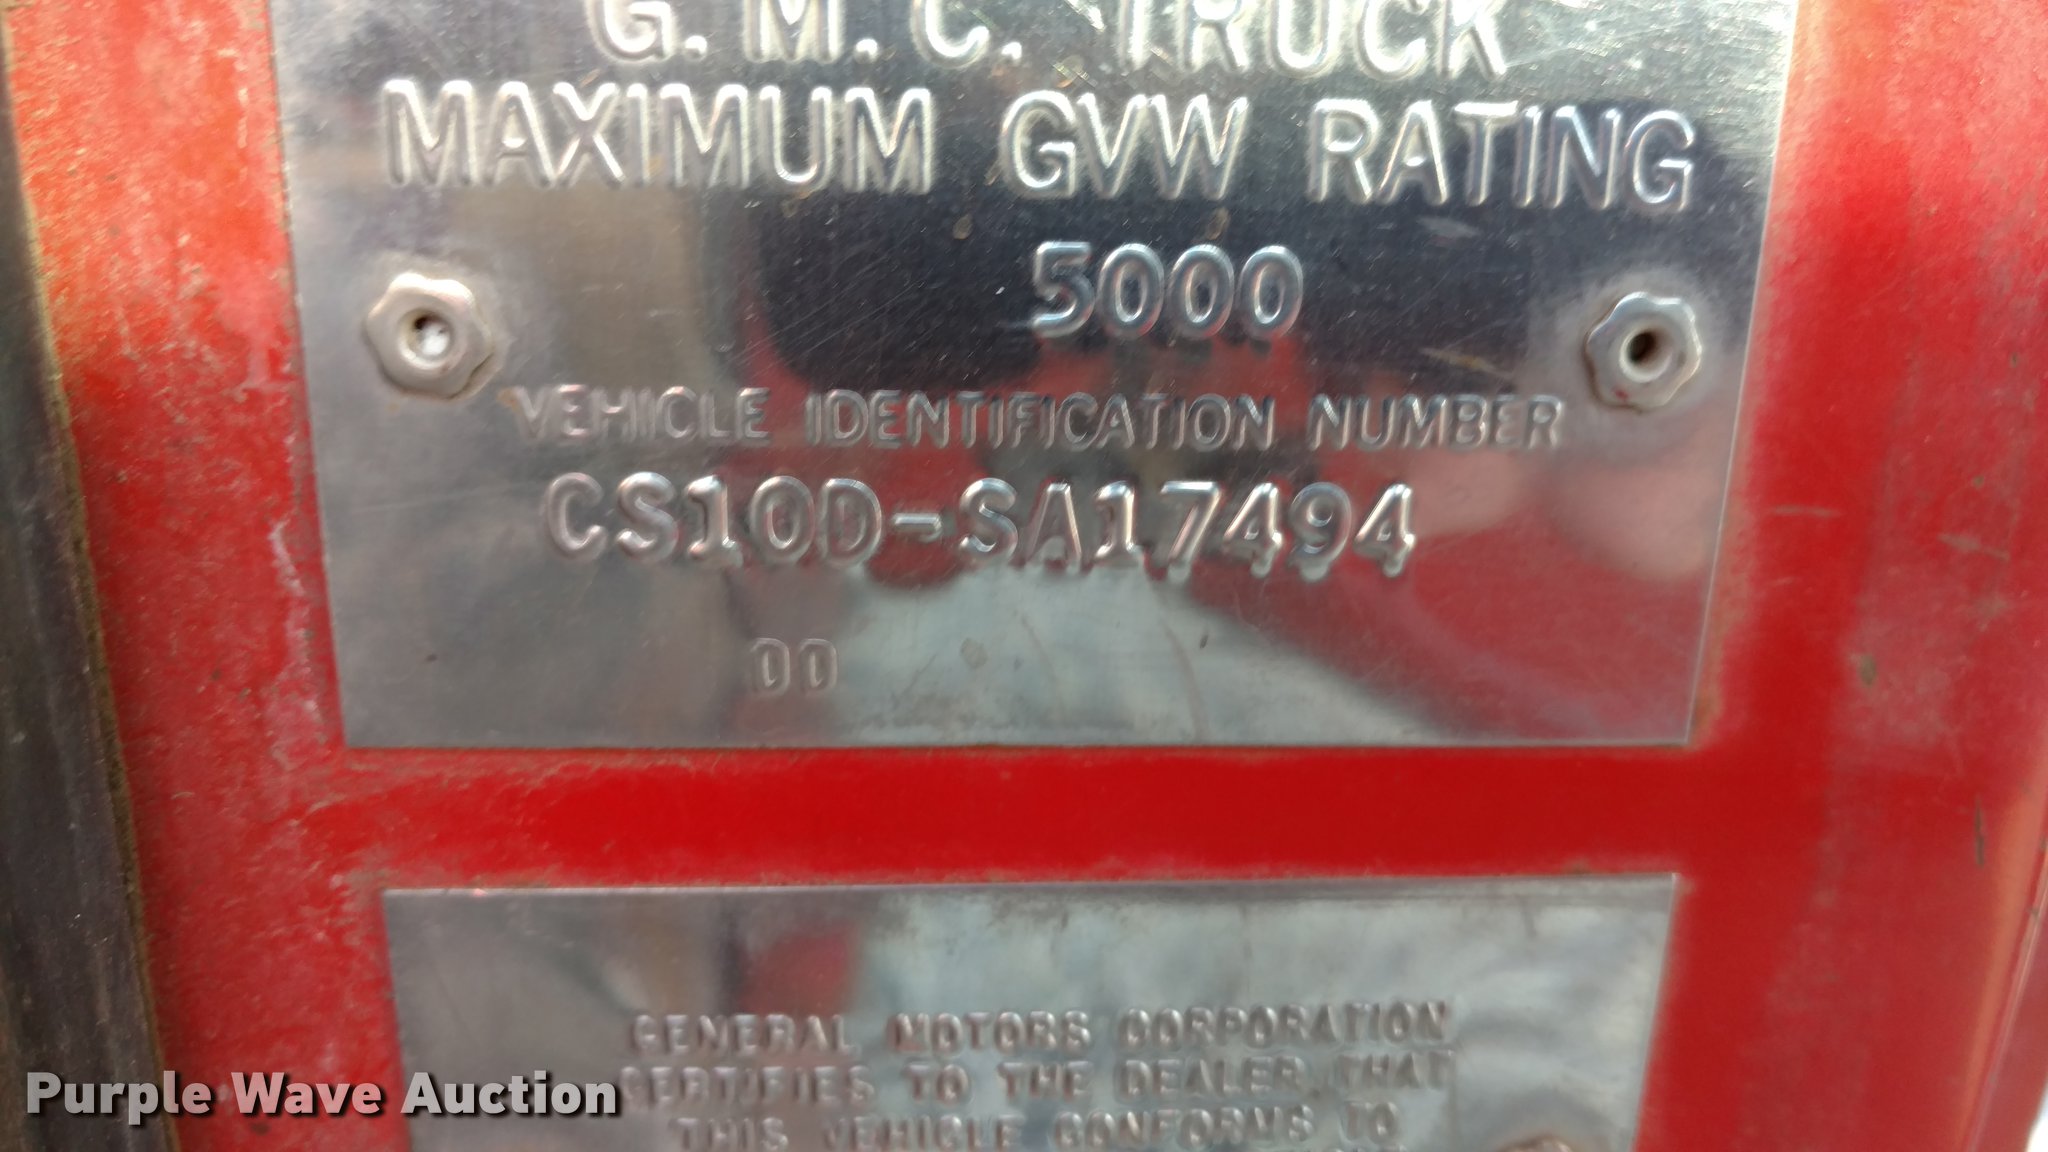 G.M.C. TRUCK
MAXIMUM GVW RATING
5000
VEHICLE IDENTIFICATION NUMBER
CS10D-SA17494
00
GENERAL MOTORS CORPORATION
CERTIFIES TO THE DEALER, THAT
THIS VEHICLE CONFORMS TO
Purple Wave Auction